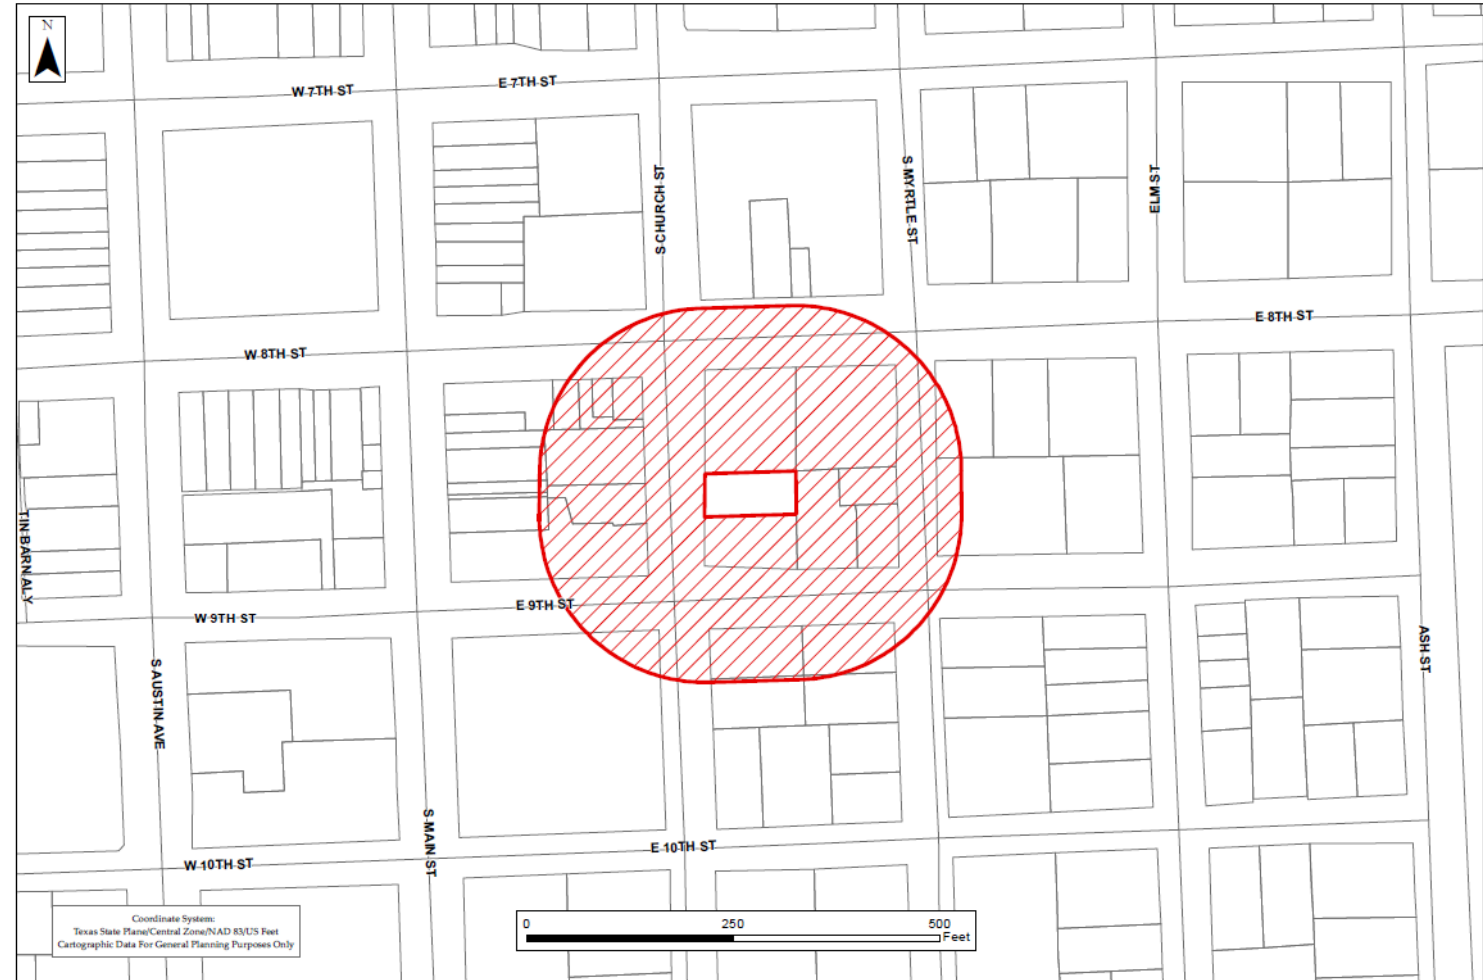 N
W 7TH ST
E 7TH ST
S CHURCH ST
S MYRTLE ST
ELM ST
E 8TH ST
W 8TH ST
TIN BARN ALY
E 9TH ST
W 9TH ST
S AUSTIN AVE
ASH ST
S MAIN ST
E 10TH ST
W 10TH ST
Coordinate System:
Texas State Plane/Central Zone/NAD 83/US Feet
Cartographic Data For General Planning Purposes Only
0 250 500
Feet